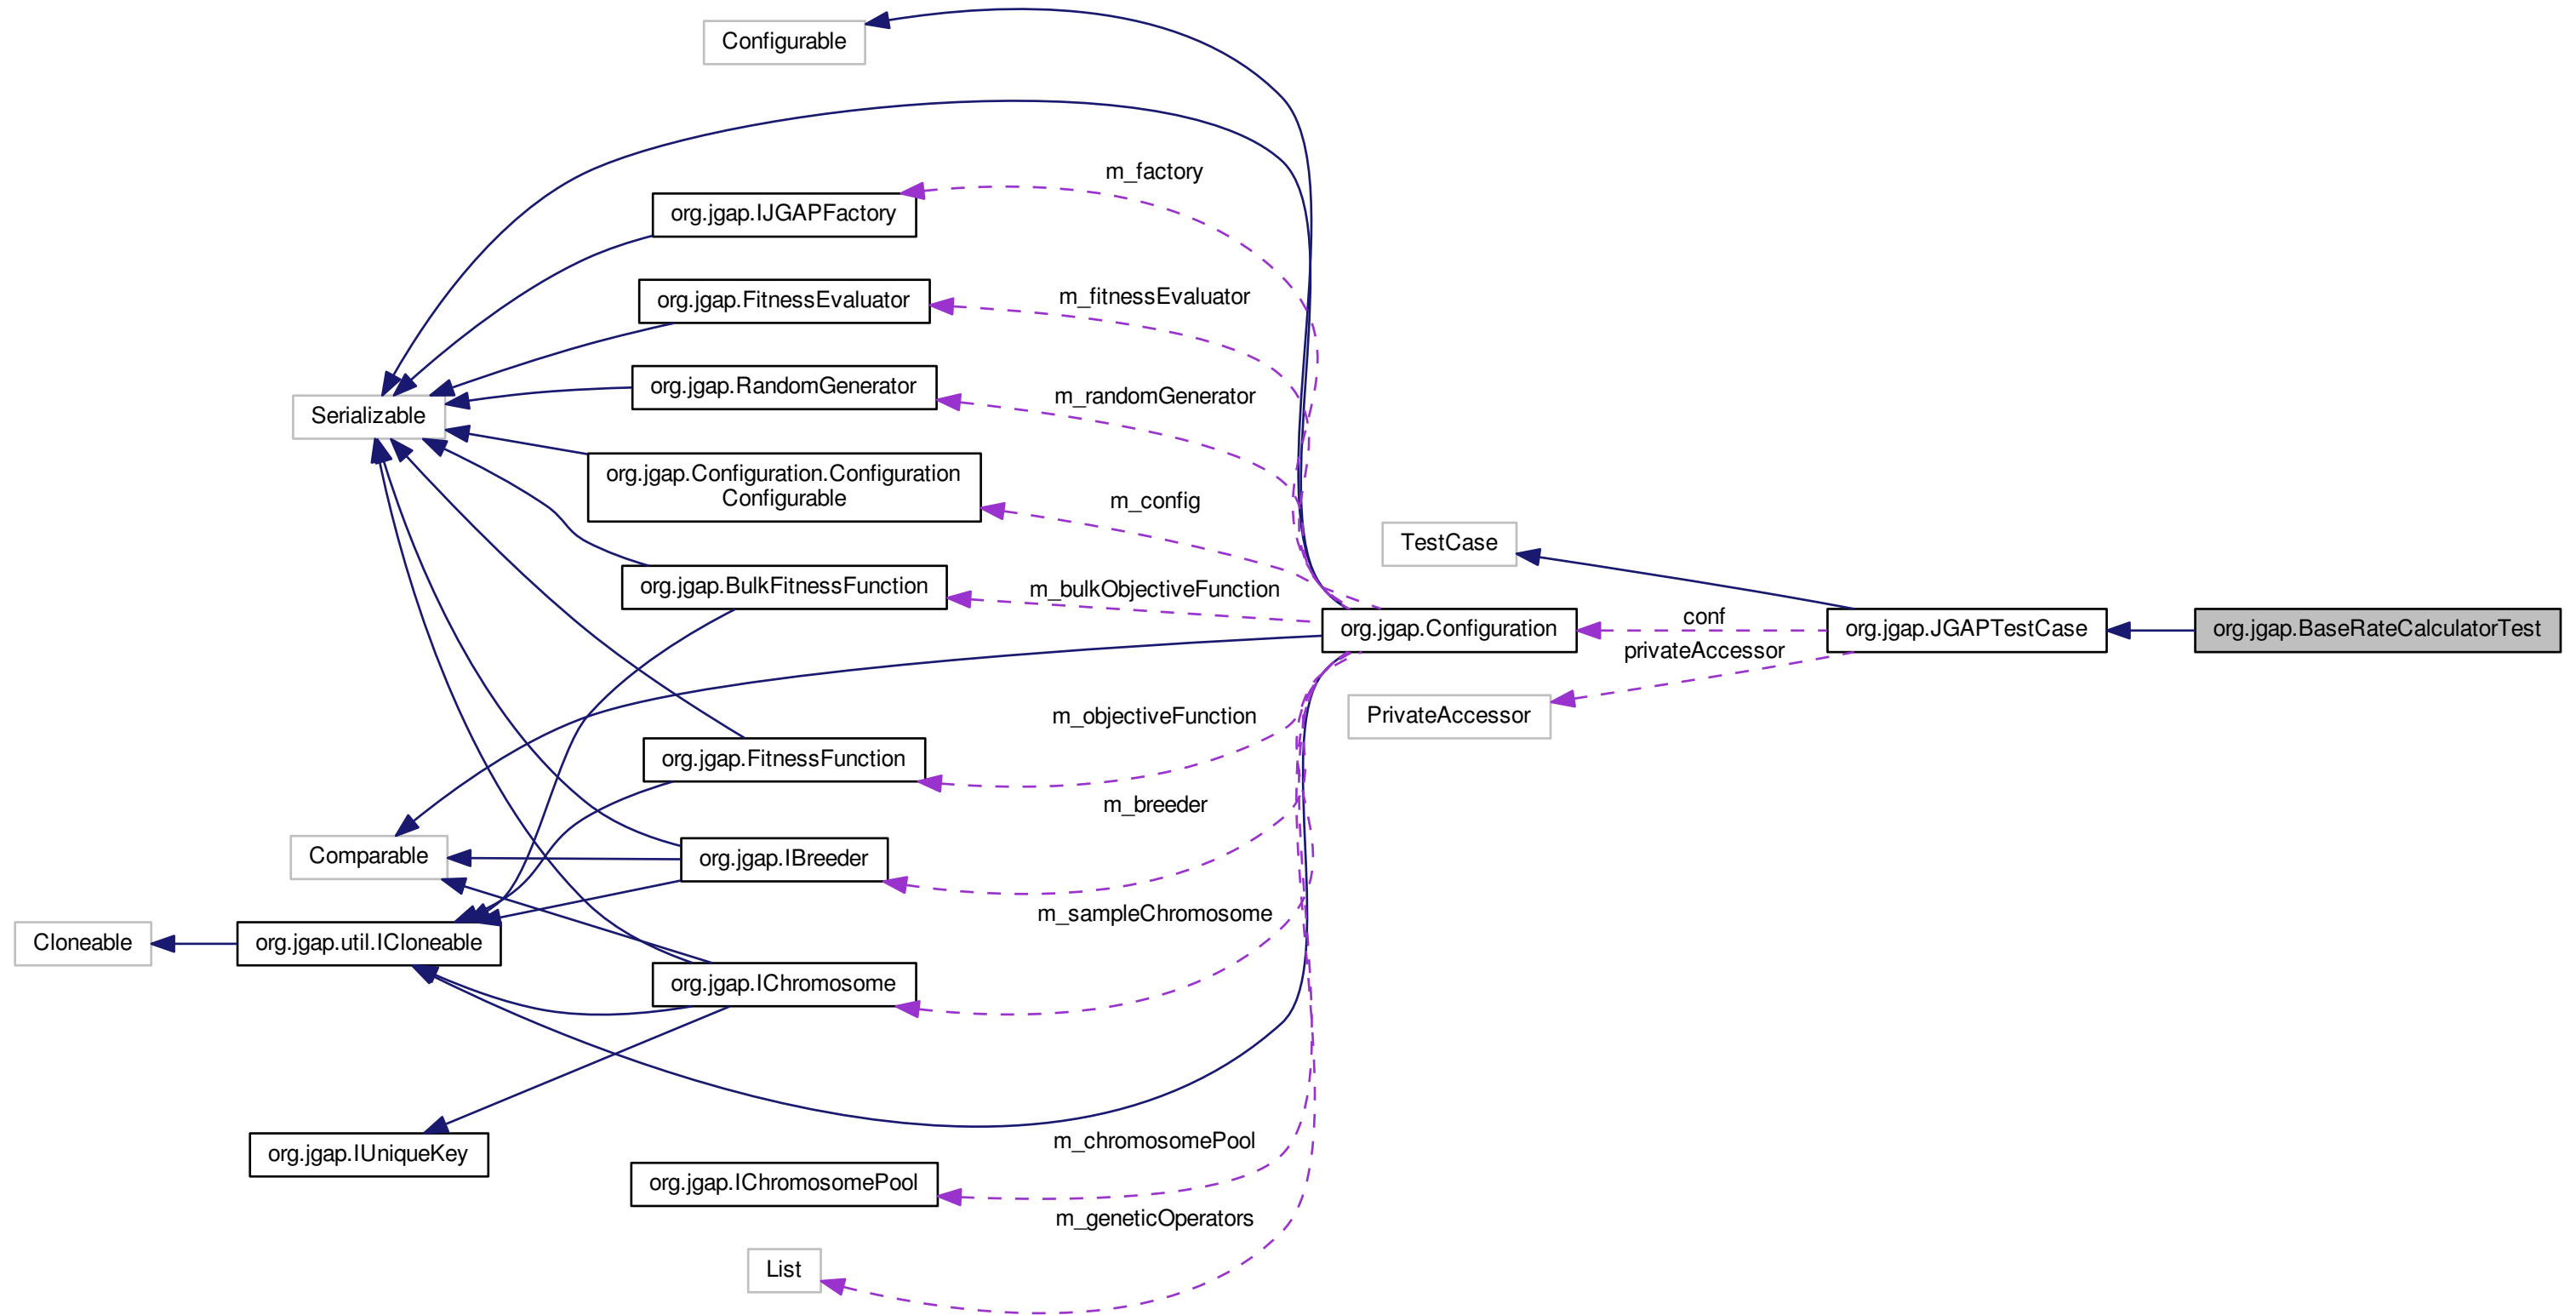 Configurable
m_factory
org.jgap.IJGAPFactory
m_fitnessEvaluator
org.jgap.FitnessEvaluator
m_randomGenerator
org.jgap.RandomGenerator
Serializable
org.jgap.Configuration.Configuration
Configurable
m_config
TestCase
org.jgap.BulkFitnessFunction
m_bulkObjectiveFunction
org.jgap.Configuration
conf
privateAccessor
org.jgap.JGAPTestCase
org.jgap.BaseRateCalculatorTest
PrivateAccessor
m_objectiveFunction
org.jgap.FitnessFunction
m_breeder
Comparable
org.jgap.IBreeder
m_sampleChromosome
Cloneable
org.jgap.util.ICloneable
org.jgap.IChromosome
m_chromosomePool
org.jgap.IUniqueKey
org.jgap.IChromosomePool
m_geneticOperators
List